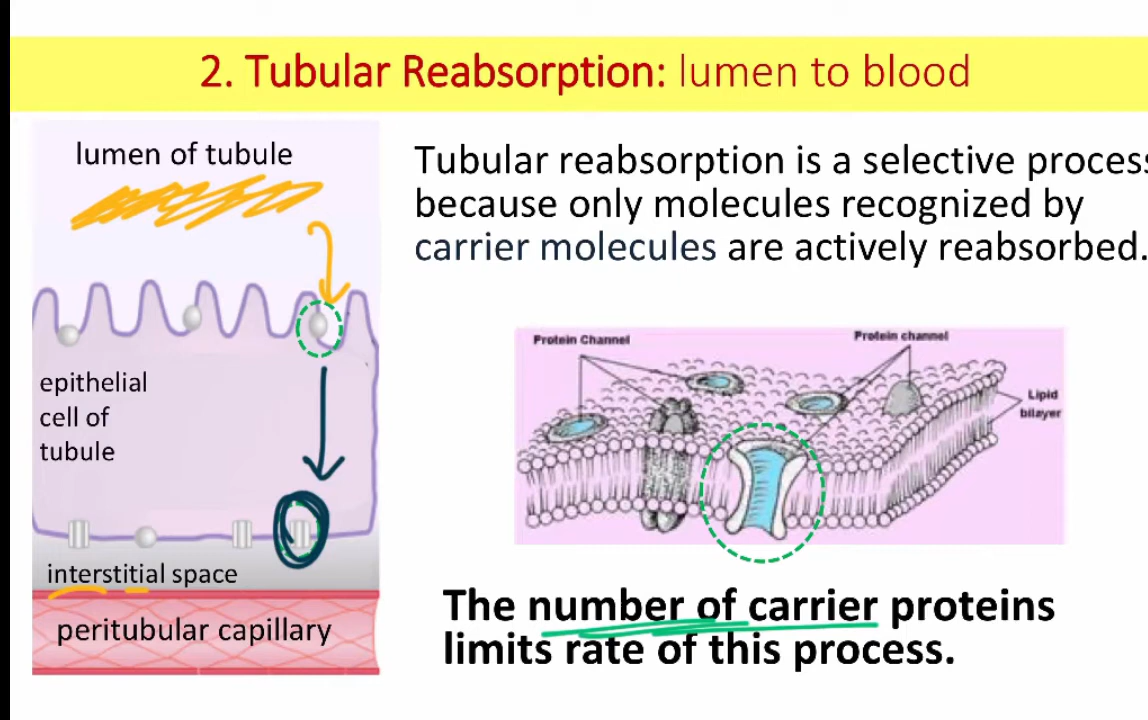 2. Tubular Reabsorption: lumen to blood
lumen of tubule
epithelial
cell of
tubule
interstitial space
peritubular capillary
Tubular reabsorption is a selective process
because only molecules recognized by
carrier molecules are actively reabsorbed.
Protein Channel
Protein channel
Lipid
bilayer
The number of carrier proteins
limits rate of this process.